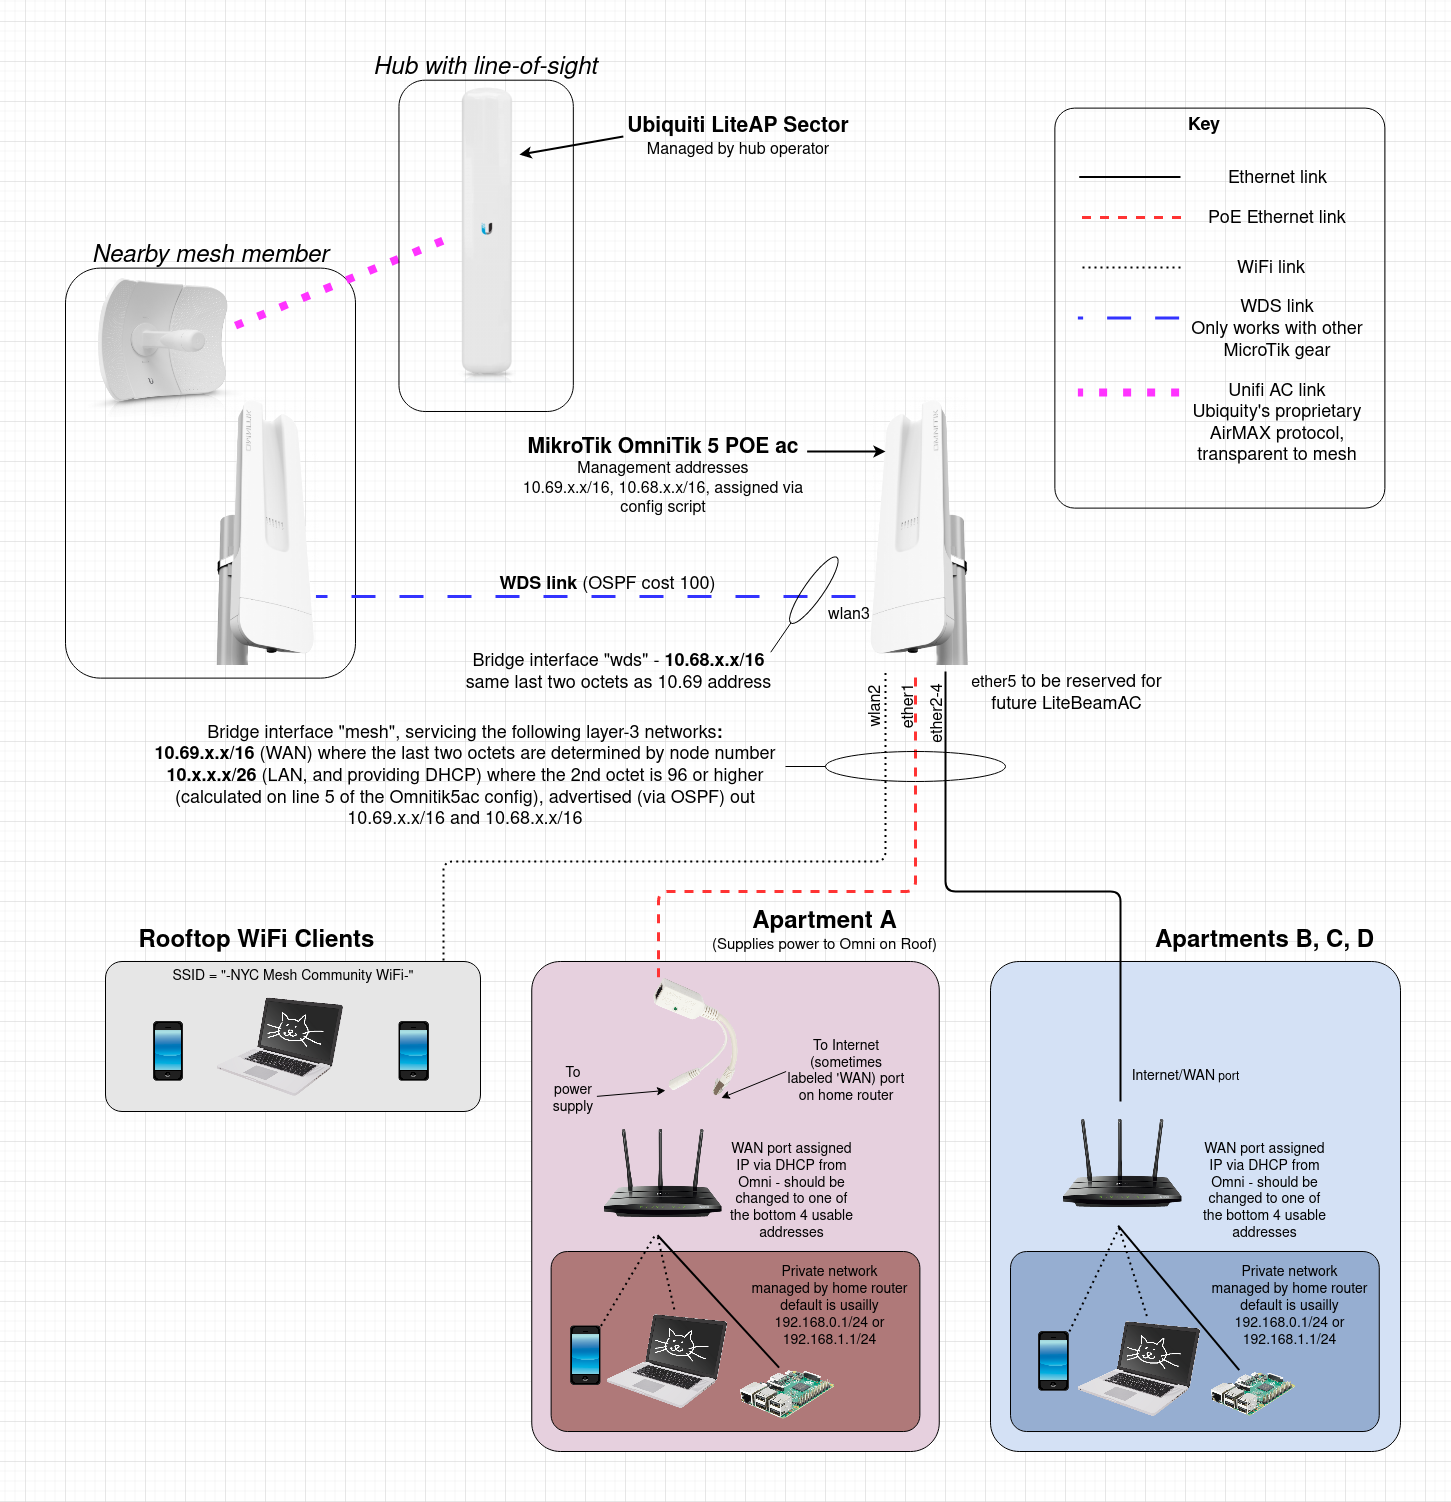 Hub with line-of-sight
Ubiquiti LiteAP Sector
Managed by hub operator
Key
Ethernet link
PoE Ethernet link
WiFi link
WDS link
Only works with other
MicroTik gear
Unifi AC link
Ubiquity's proprietary
AirMAX protocol,
transparent to mesh
Nearby mesh member
MikroTik OmniTik 5 POE ac
Management addresses
10.69.x.x/16, 10.68.x.x/16, assigned via
config script
WDS link (OSPF cost 100)
wlan3
Bridge interface "wds" - 10.68.x.x/16
same last two octets as 10.69 address
wlan2
ether1
ether2-4
ether5 to be reserved for
future LiteBeamAC
Bridge interface "mesh", servicing the following layer-3 networks:
10.69.x.x/16 (WAN) where the last two octets are determined by node number
10.x.x.x/26 (LAN, and providing DHCP) where the 2nd octet is 96 or higher
(calculated on line 5 of the Omnitik5ac config), advertised (via OSPF) out
10.69.x.x/16 and 10.68.x.x/16
Rooftop WiFi Clients
SSID = "-NYC Mesh Community WiFi-"
Apartment A
(Supplies power to Omni on Roof)
To
power
supply
To Internet
(sometimes
labeled 'WAN) port
on home router
WAN port assigned
IP via DHCP from
Omni - should be
changed to one of
the bottom 4 usable
addresses
Private network
managed by home router
default is usailly
192.168.0.1/24 or
192.168.1.1/24
Apartments B, C, D
Internet/WAN port
WAN port assigned
IP via DHCP from
Omni - should be
changed to one of
the bottom 4 usable
addresses
Private network
managed by home router
default is usailly
192.168.0.1/24 or
192.168.1.1/24